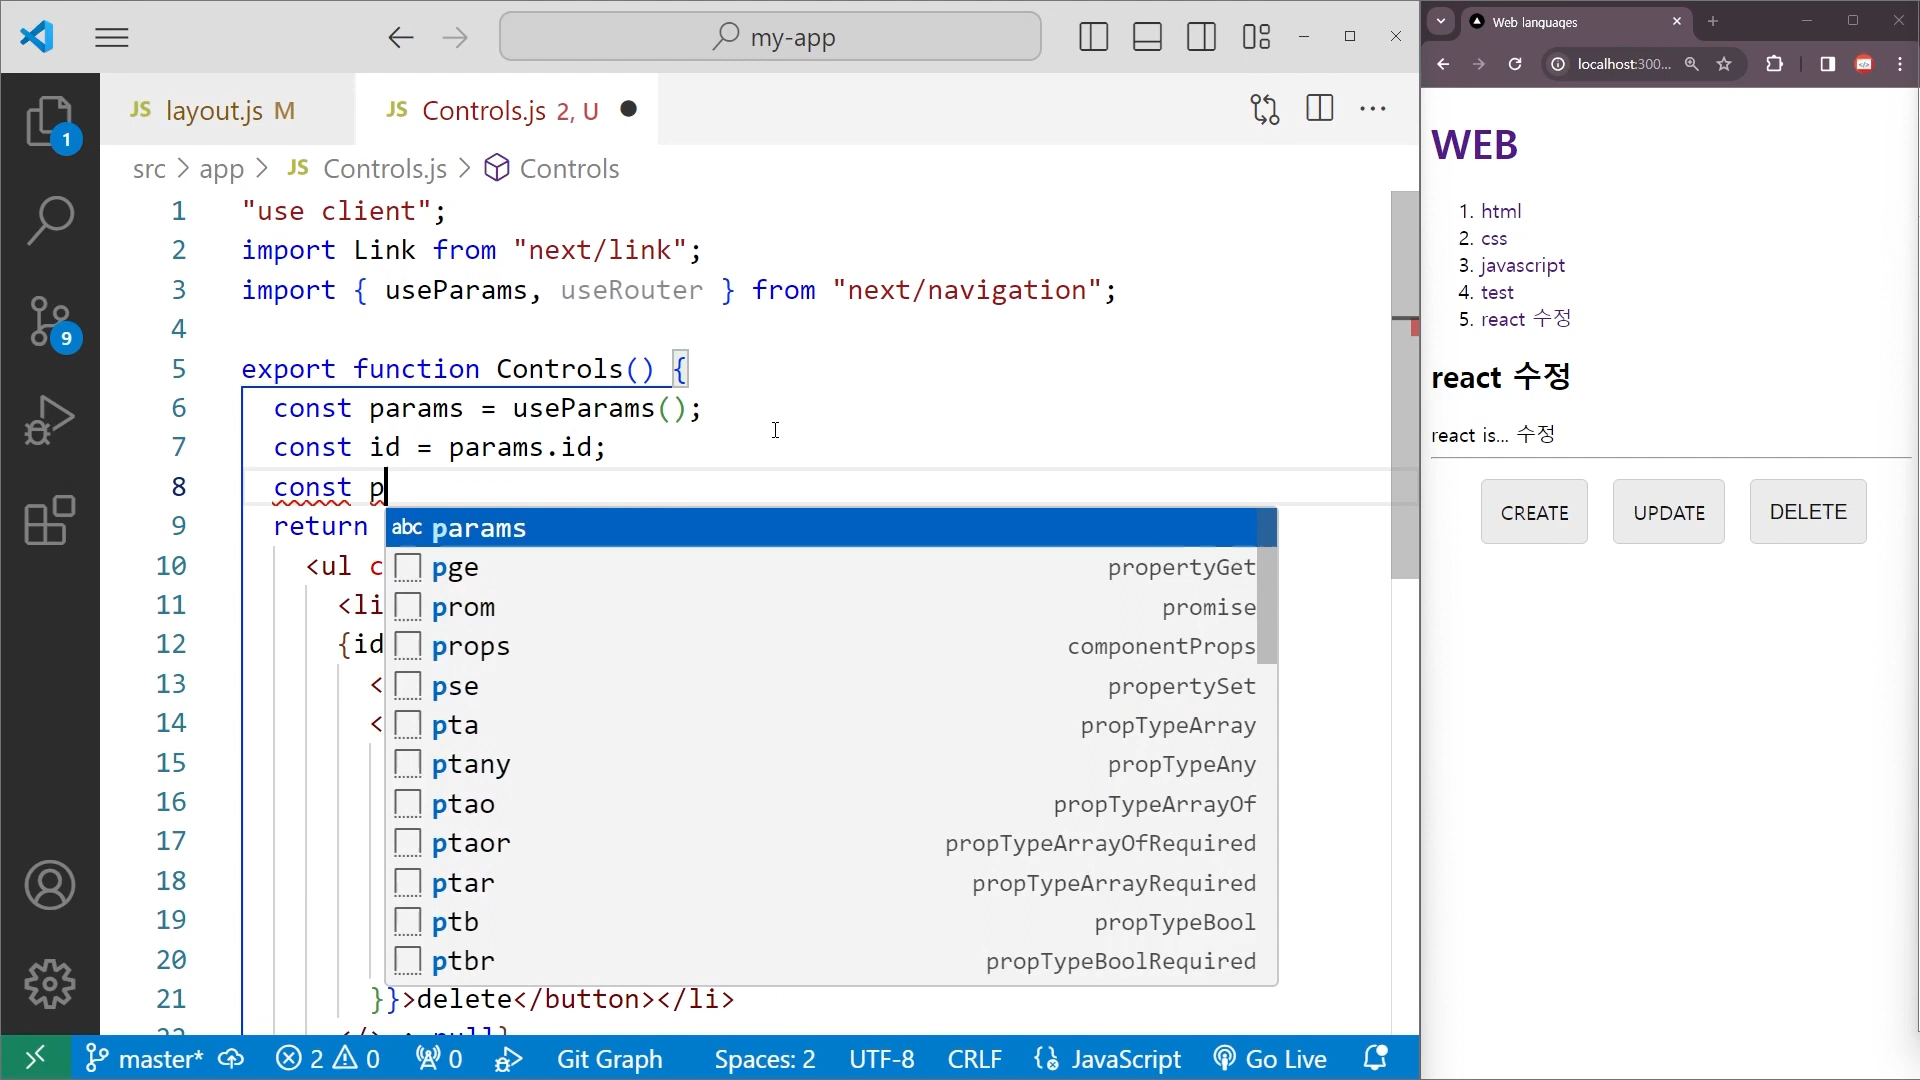 my-app
JS layout.js M
JS Controls.js 2, U
src > app > JS Controls.js > Controls
1 "use client";
2 import Link from "next/link";
3 import { useParams, useRouter } from "next/navigation";
4
5 export function Controls() {
6 const params = useParams();
7 const id = params.id;
8 const p
9 return
10 <ul c
11 <li
12 {id
13 <
14 <
15
16
17
18
19
20
21 }}>delete</button></li>
22 </> : null}
abc params
pge propertyGet
prom promise
props componentProps
pse propertySet
pta propTypeArray
ptany propTypeAny
ptao propTypeArrayOf
ptaor propTypeArrayOfRequired
ptar propTypeArrayRequired
ptb propTypeBool
ptbr propTypeBoolRequired
1
9
master* 2 0 0 Git Graph Spaces: 2 UTF-8 CRLF JavaScript Go Live
Web languages
localhost:300...
WEB
1. html
2. css
3. javascript
4. test
5. react 수정
react 수정
react is... 수정
CREATE UPDATE DELETE